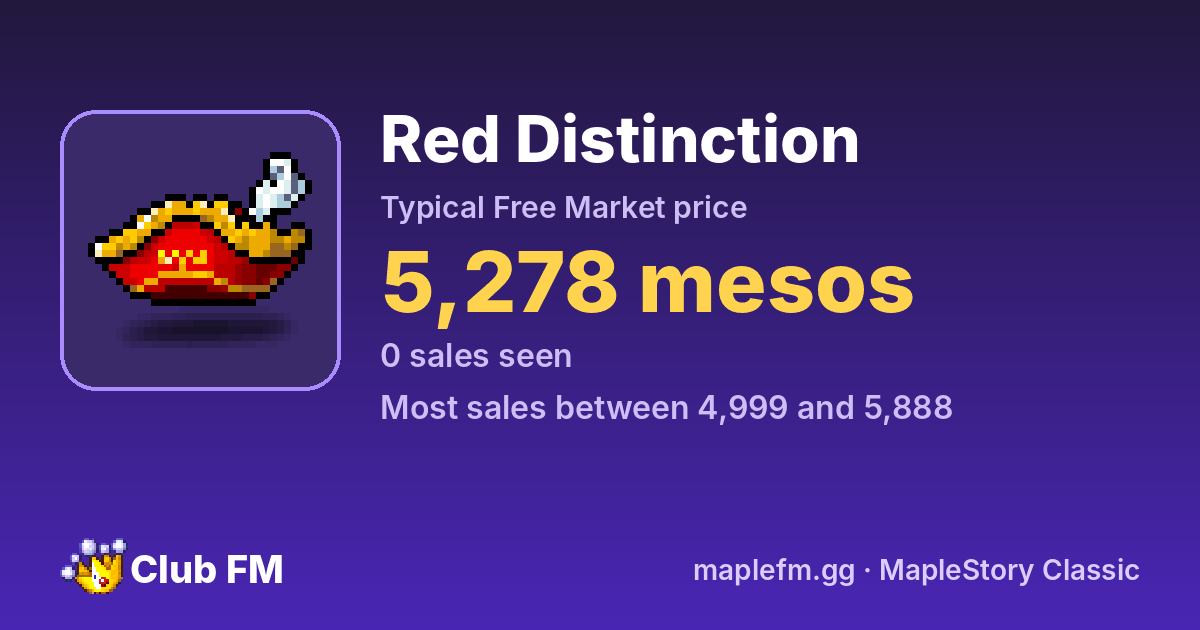 Red Distinction
Typical Free Market price
5,278 mesos
0 sales seen
Most sales between 4,999 and 5,888
Club FM
maplefm.gg · MapleStory Classic